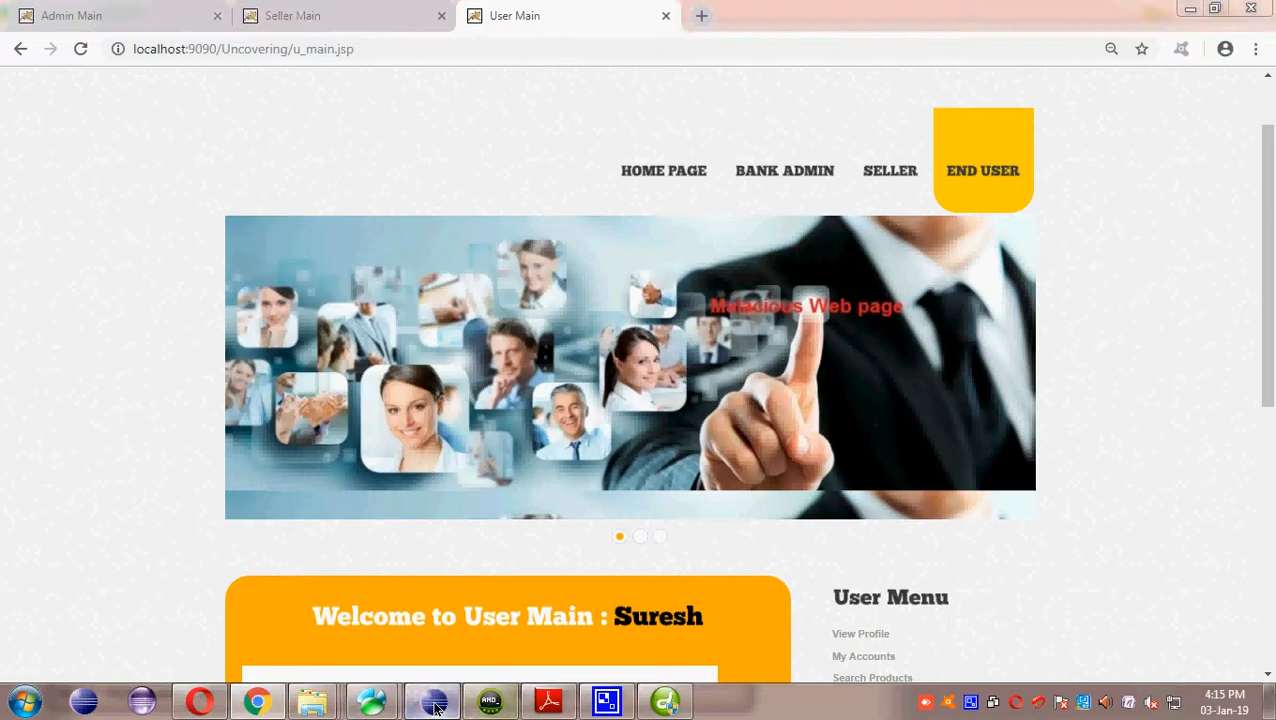 Admin Main
Seller Main
User Main
localhost:9090/Uncovering/u_main.jsp
HOME PAGE
BANK ADMIN
SELLER
END USER
Malacious Web page
Welcome to User Main : Suresh
User Menu
View Profile
My Accounts
Search Products
AND
4:15 PM
03-Jan-19